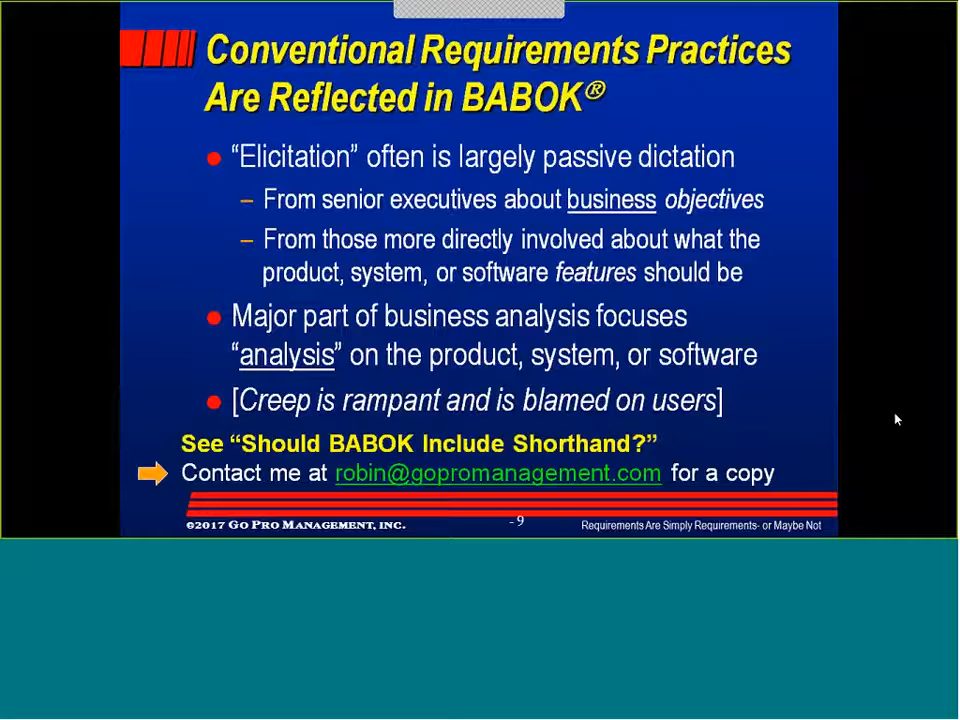 Conventional Requirements Practices
Are Reflected in BABOK®
● “Elicitation” often is largely passive dictation
– From senior executives about business objectives
– From those more directly involved about what the
product, system, or software features should be
● Major part of business analysis focuses
“analysis” on the product, system, or software
● [Creep is rampant and is blamed on users]
See “Should BABOK Include Shorthand?”
Contact me at robin@gopromanagement.com for a copy
©2017 GO PRO MANAGEMENT, INC.
- 9
Requirements Are Simply Requirements- or Maybe Not